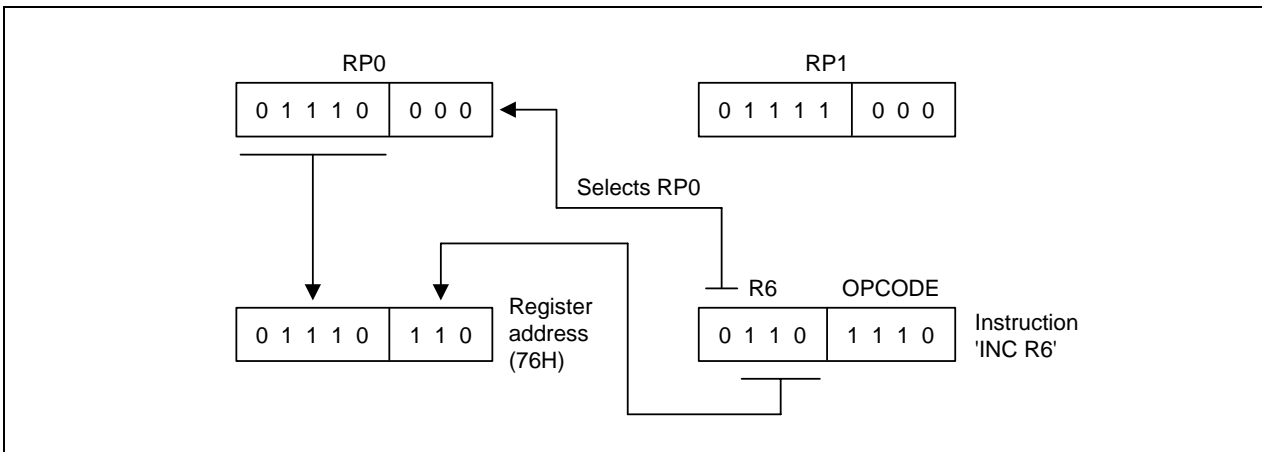 RP0
RP1
0 1 1 1 0 0 0 0
0 1 1 1 1 0 0 0
Selects RP0
R6 OPCODE
0 1 1 1 0 1 1 0
Register
address
(76H)
0 1 1 0 1 1 1 0
Instruction
'INC R6'